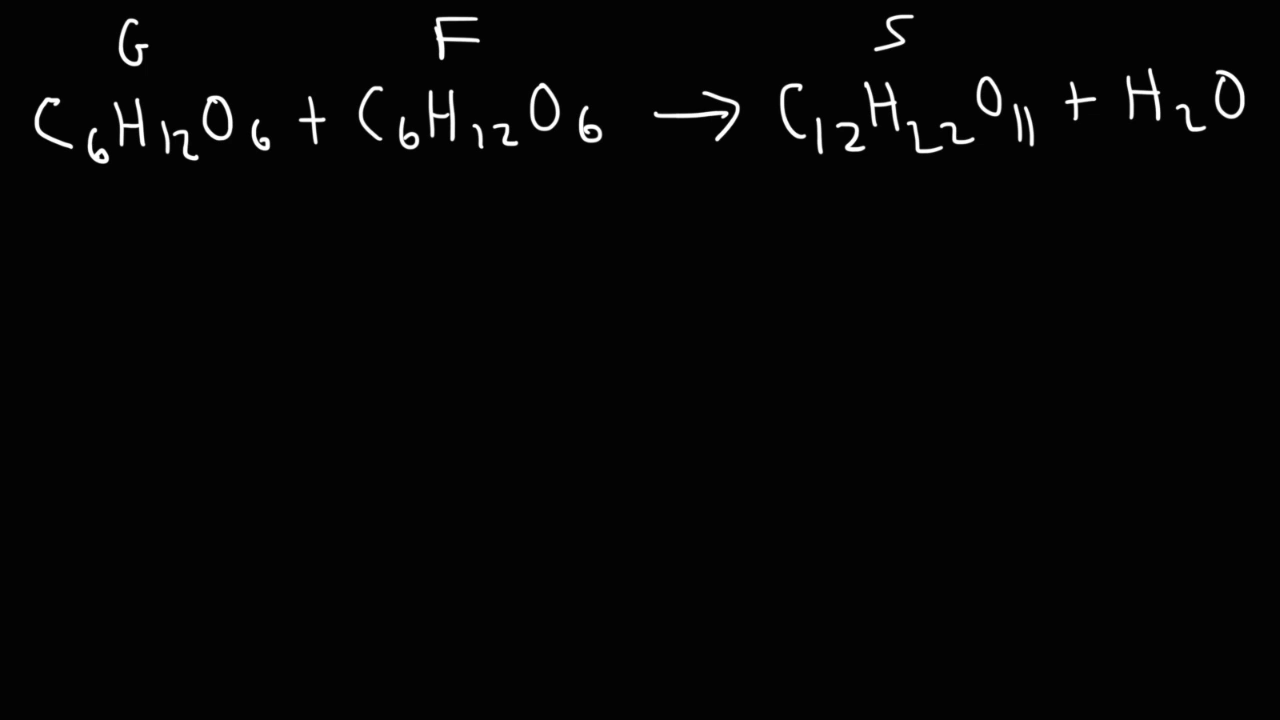 G F S
C₆H₁₂O₆ + C₆H₁₂O₆ → C₁₂H₂₂O₁₁ + H₂O